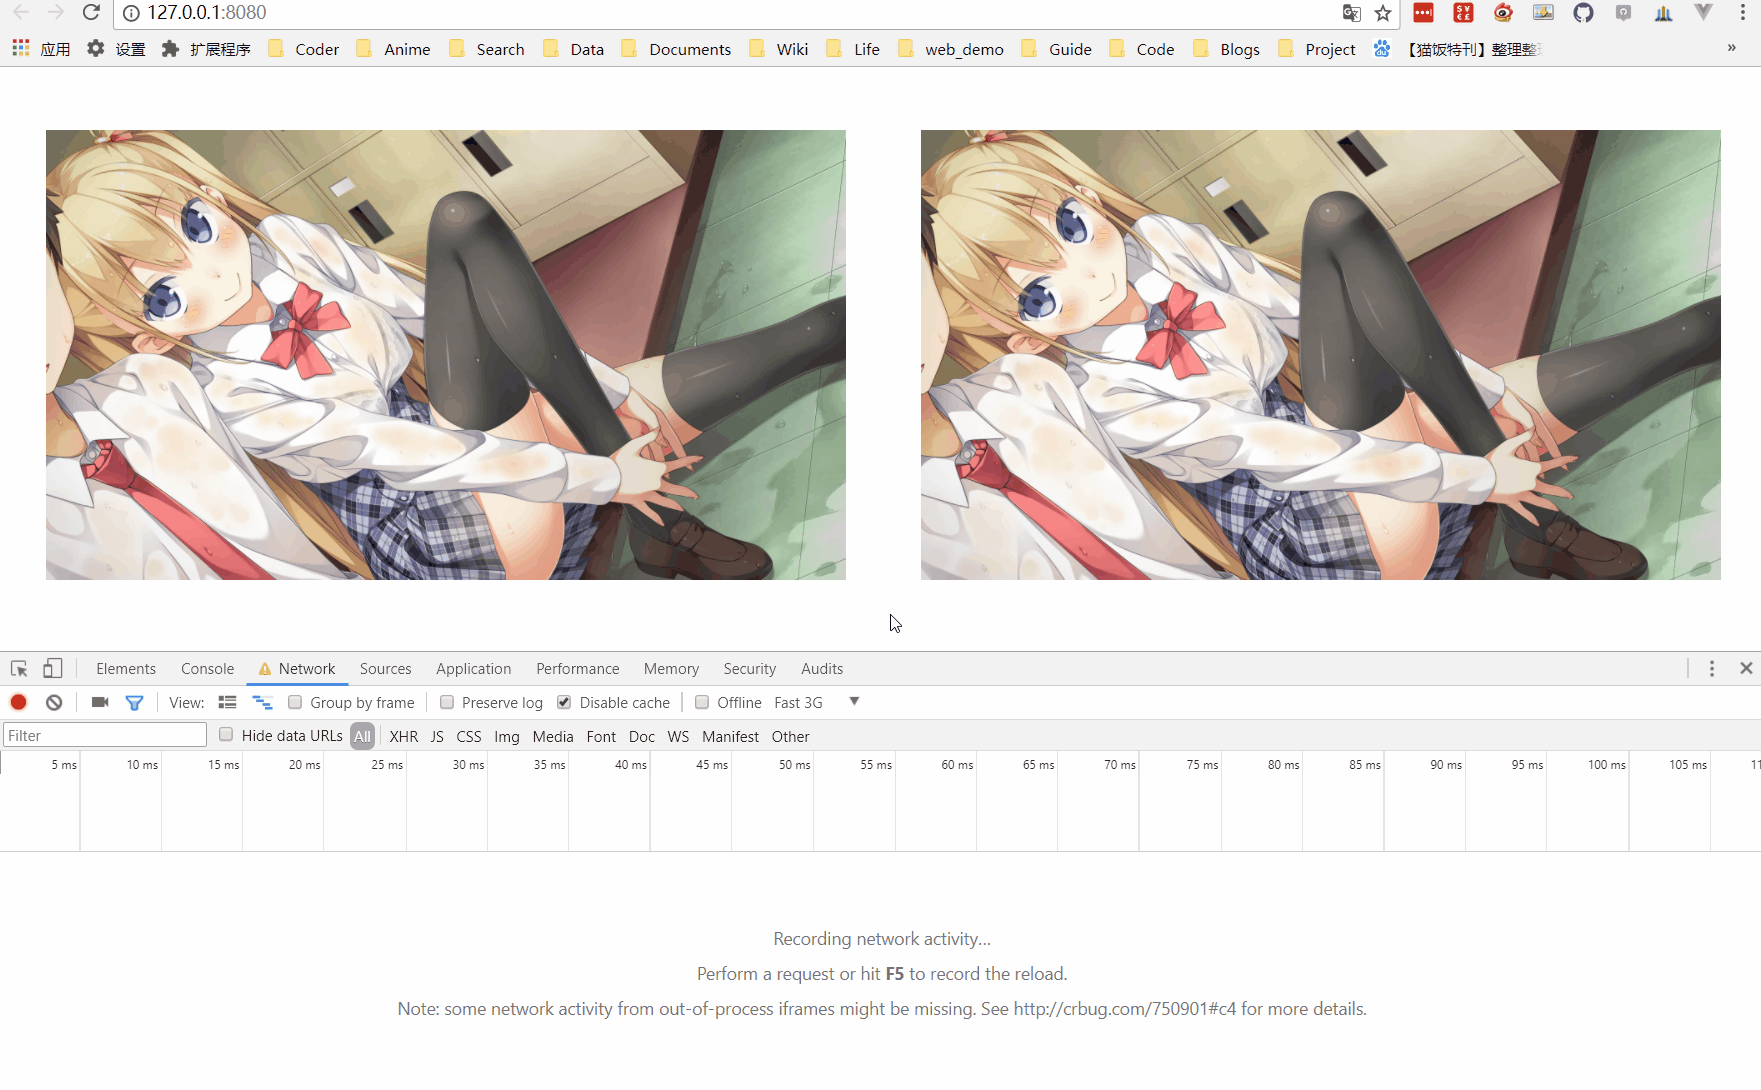 127.0.0.1:8080
应用 设置 扩展程序 Coder Anime Search Data Documents Wiki Life web_demo Guide Code Blogs Project 【猫饭特刊】整理整 »
Elements Console Network Sources Application Performance Memory Security Audits
View: Group by frame Preserve log Disable cache Offline Fast 3G ▼
Filter Hide data URLs All XHR JS CSS Img Media Font Doc WS Manifest Other
5 ms 10 ms 15 ms 20 ms 25 ms 30 ms 35 ms 40 ms 45 ms 50 ms 55 ms 60 ms 65 ms 70 ms 75 ms 80 ms 85 ms 90 ms 95 ms 100 ms 105 ms 11
Recording network activity...
Perform a request or hit F5 to record the reload.
Note: some network activity from out-of-process iframes might be missing. See http://crbug.com/750901#c4 for more details.